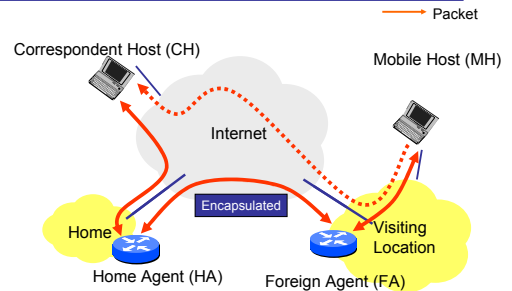 Packet
Correspondent Host (CH)
Mobile Host (MH)
Internet
Encapsulated
Home
Visiting
Location
Home Agent (HA)
Foreign Agent (FA)